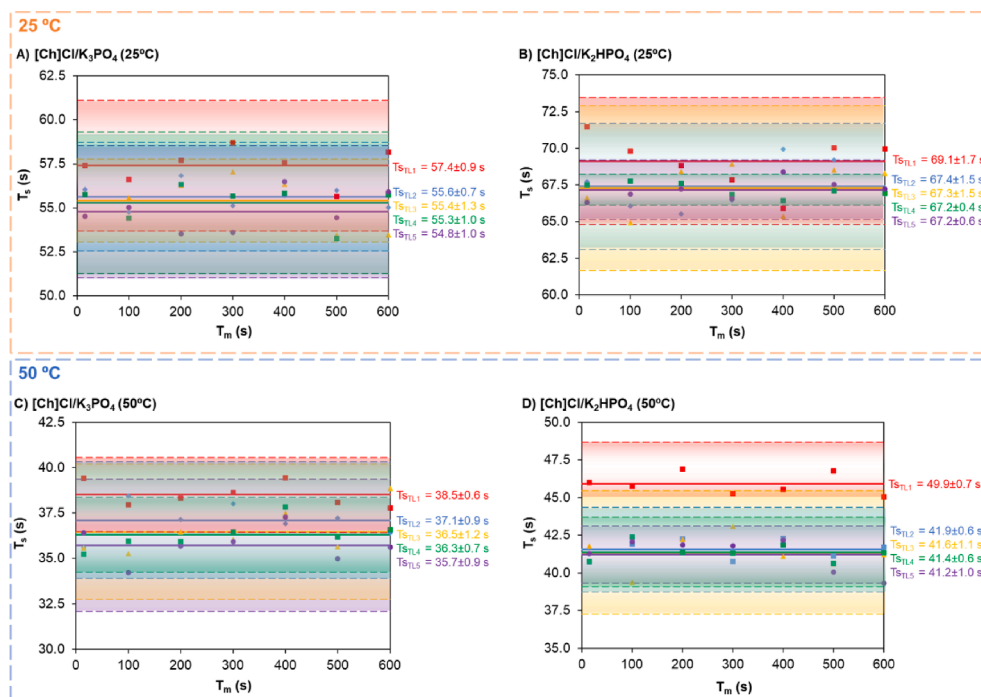 25 ºC
A) [Ch]Cl/K3PO4 (25ºC)
62.5
60.0
57.5
55.0
52.5
50.0
Ts (s)
0 100 200 300 400 500 600
Tm (s)
TsTL1 = 57.4±0.9 s
TsTL2 = 55.6±0.7 s
TsTL3 = 55.4±1.3 s
TsTL4 = 55.3±1.0 s
TsTL5 = 54.8±1.0 s
B) [Ch]Cl/K2HPO4 (25ºC)
75.0
72.5
70.0
67.5
65.0
62.5
60.0
Ts (s)
0 100 200 300 400 500 600
Tm (s)
TsTL1 = 69.1±1.7 s
TsTL2 = 67.4±1.5 s
TsTL3 = 67.3±1.5 s
TsTL4 = 67.2±0.4 s
TsTL5 = 67.2±0.6 s
50 ºC
C) [Ch]Cl/K3PO4 (50ºC)
42.5
40.0
37.5
35.0
32.5
30.0
Ts (s)
0 100 200 300 400 500 600
Tm (s)
TsTL1 = 38.5±0.6 s
TsTL2 = 37.1±0.9 s
TsTL3 = 36.5±1.2 s
TsTL4 = 36.3±0.7 s
TsTL5 = 35.7±0.9 s
D) [Ch]Cl/K2HPO4 (50ºC)
50.0
47.5
45.0
42.5
40.0
37.5
35.0
Ts (s)
0 100 200 300 400 500 600
Tm (s)
TsTL1 = 49.9±0.7 s
TsTL2 = 41.9±0.6 s
TsTL3 = 41.6±1.1 s
TsTL4 = 41.4±0.6 s
TsTL5 = 41.2±1.0 s